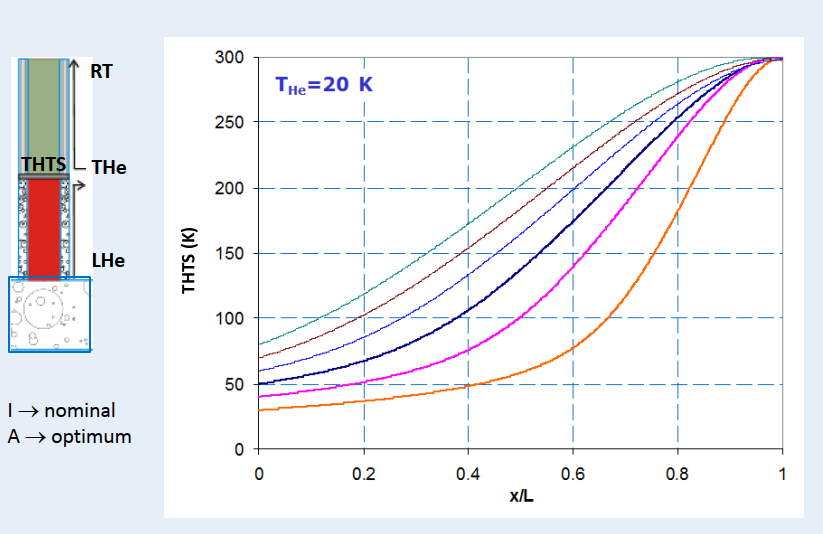 RT
THTS
THe
LHe
I → nominal
A → optimum
T_He=20 K
THTS (K)
300
250
200
150
100
50
0
0 0.2 0.4 0.6 0.8 1
x/L